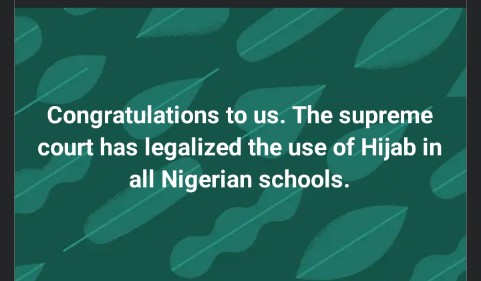 Congratulations to us. The supreme
court has legalized the use of Hijab in
all Nigerian schools.